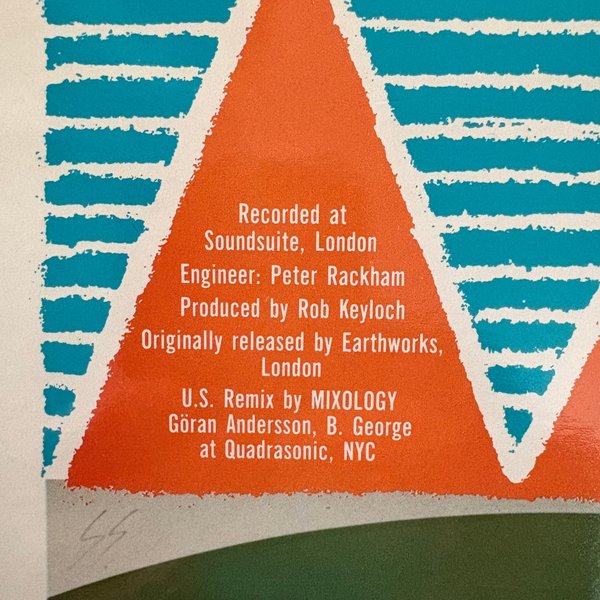 Recorded at
Soundsuite, London
Engineer: Peter Rackham
Produced by Rob Keyloch
Originally released by Earthworks,
London
U.S. Remix by MIXOLOGY
Göran Andersson, B. George
at Quadrasonic, NYC